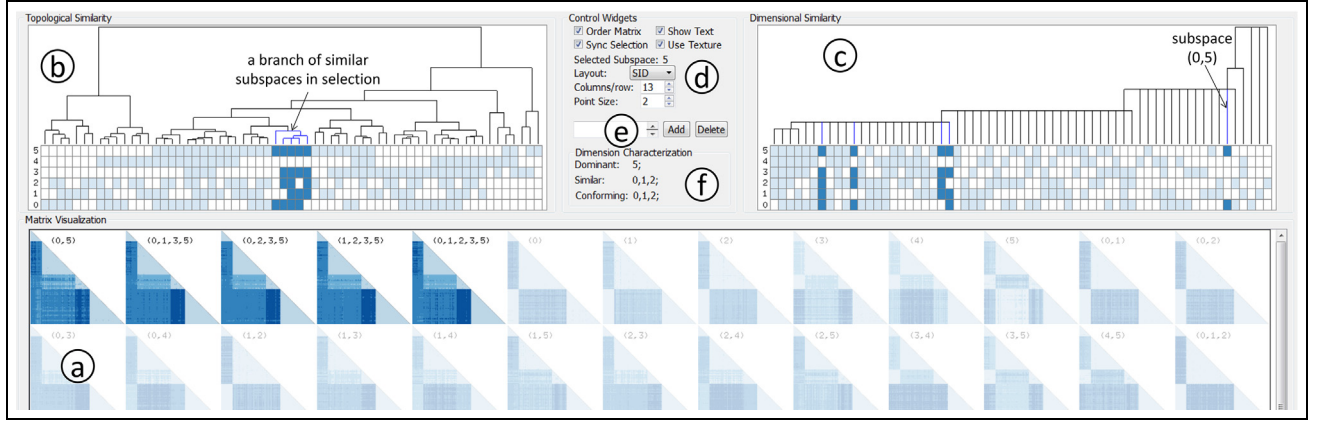 Topological Similarity
b
a branch of similar
subspaces in selection
5
4
3
2
1
0
Control Widgets
Order Matrix Show Text
Sync Selection Use Texture
Selected Subspace: 5
Layout: SID
Columns/row: 13
Point Size: 2
d
e
Add Delete
Dimension Characterization
Dominant: 5;
Similar: 0,1,2;
Conforming: 0,1,2;
f
Dimensional Similarity
c
subspace
(0,5)
5
4
3
2
1
0
Matrix Visualization
(0,5) (0,1,3,5) (0,2,3,5) (1,2,3,5) (0,1,2,3,5) (0) (1) (2) (3) (4) (5) (0,1) (0,2)
(0,3) (0,4) (1,2) (1,3) (1,4) (1,5) (2,3) (2,4) (2,5) (3,4) (3,5) (4,5) (0,1,2)
a